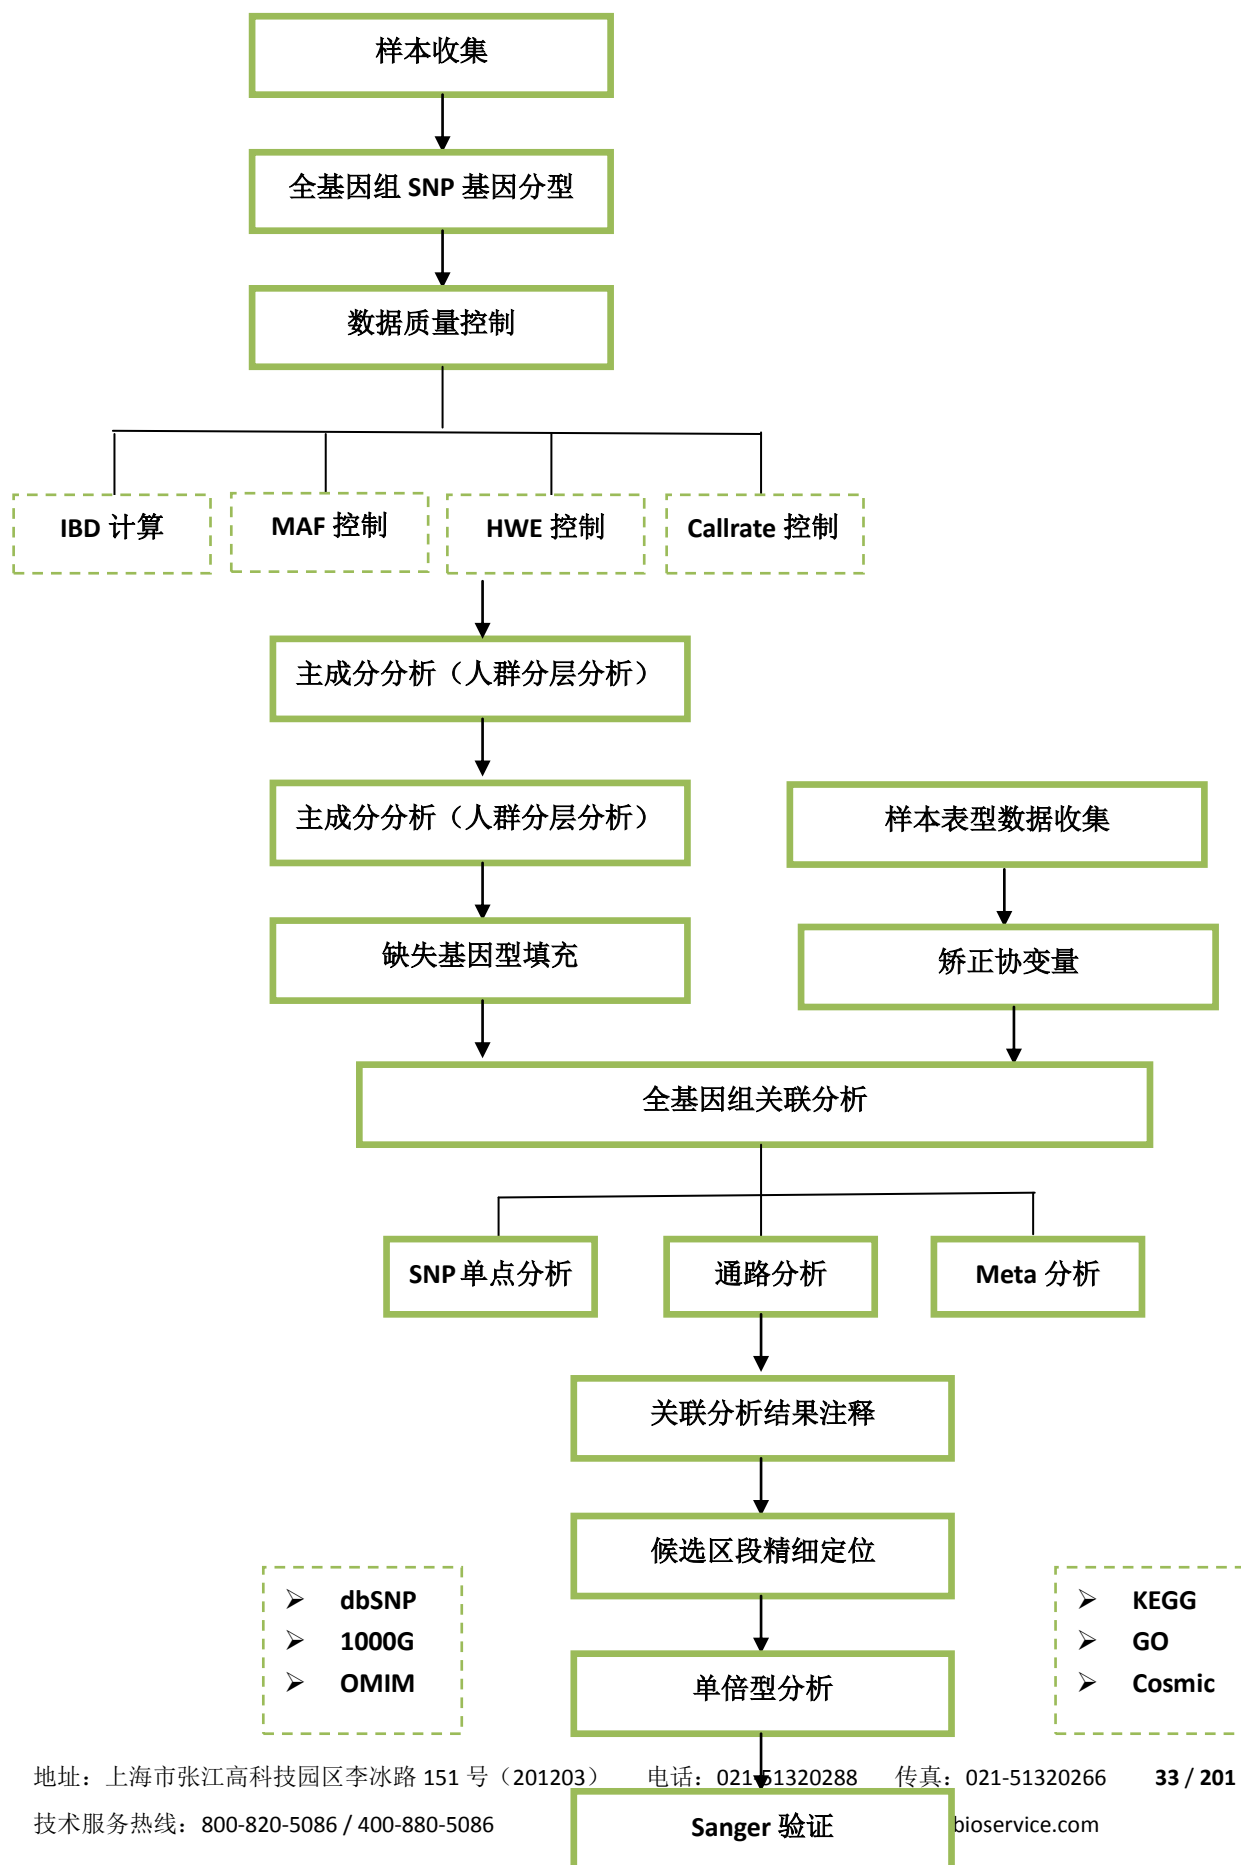 样本收集
全基因组 SNP 基因分型
数据质量控制
IBD 计算
MAF 控制
HWE 控制
Callrate 控制
主成分分析（人群分层分析）
主成分分析（人群分层分析）
样本表型数据收集
缺失基因型填充
矫正协变量
全基因组关联分析
SNP 单点分析
通路分析
Meta 分析
关联分析结果注释
候选区段精细定位
➢ dbSNP
➢ 1000G
➢ OMIM
➢ KEGG
➢ GO
➢ Cosmic
单倍型分析
地址：上海市张江高科技园区李冰路 151 号（201203） 电话：021-51320288 传真：021-51320266 33 / 201
技术服务热线：800-820-5086 / 400-880-5086 bioservice.com
Sanger 验证